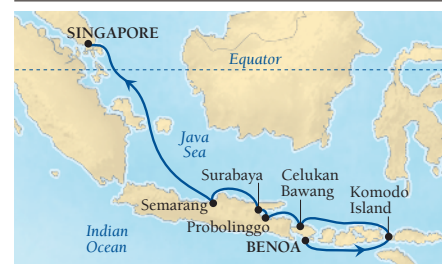 SINGAPORE
Equator
Java
Sea
Surabaya
Celukan
Bawang
Komodo
Island
Semarang
Probolinggo
BENOA
Indian
Ocean